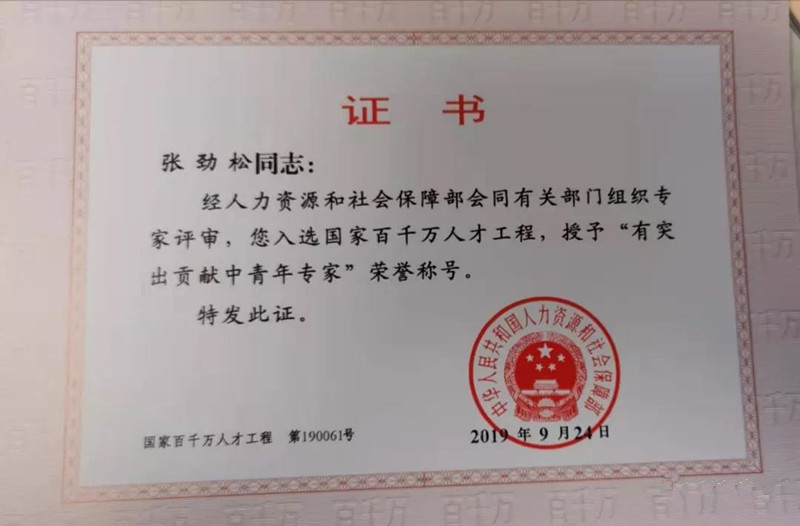 证 书
张劲松同志：
经人力资源和社会保障部会同有关部门组织专
家评审，您入选国家百千万人才工程，授予“有突
出贡献中青年专家”荣誉称号。
特发此证。
中华人民共和国人力资源和社会保障部
国家百千万人才工程 第190061号
2019 年 9 月 24 日